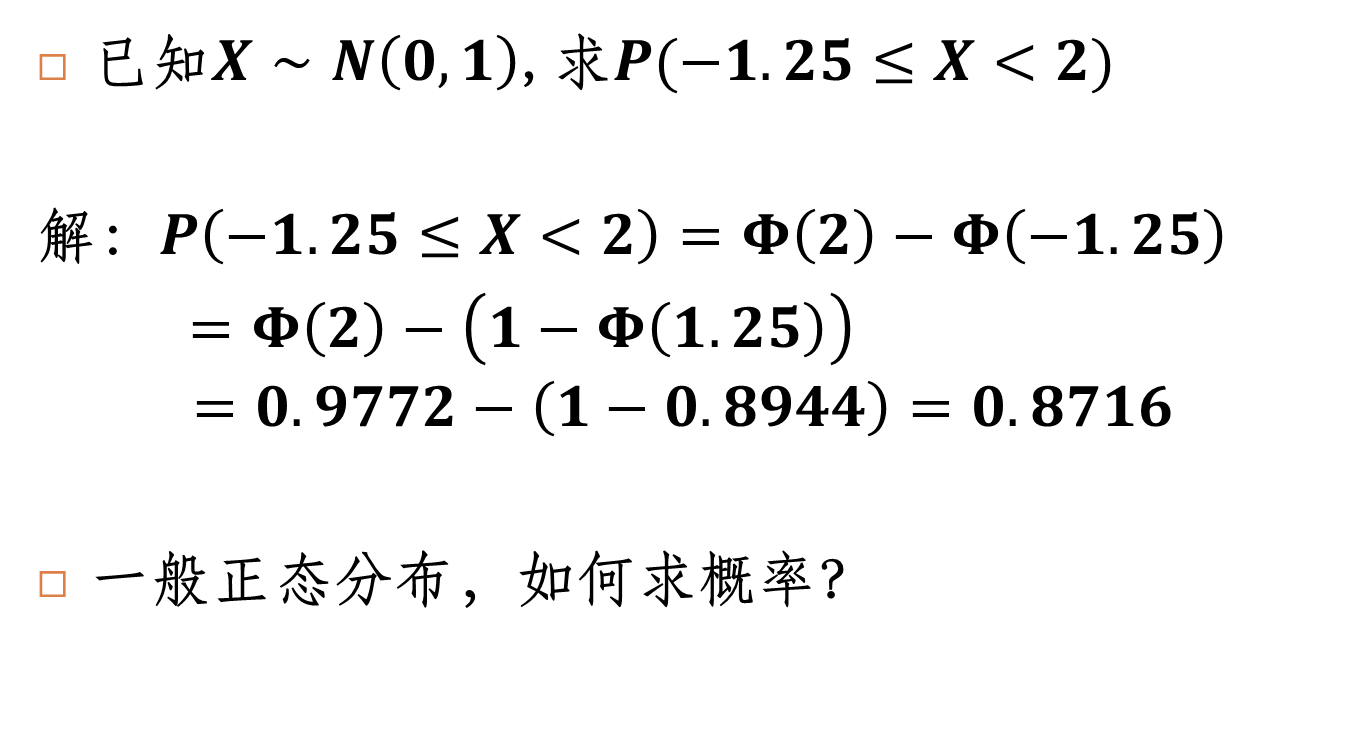 已知X ~ N(0,1), 求P(−1.25 ≤ X < 2)
解：P(−1.25 ≤ X < 2) = Φ(2) − Φ(−1.25)
= Φ(2) − (1 − Φ(1.25))
= 0.9772 − (1 − 0.8944) = 0.8716
一般正态分布，如何求概率?